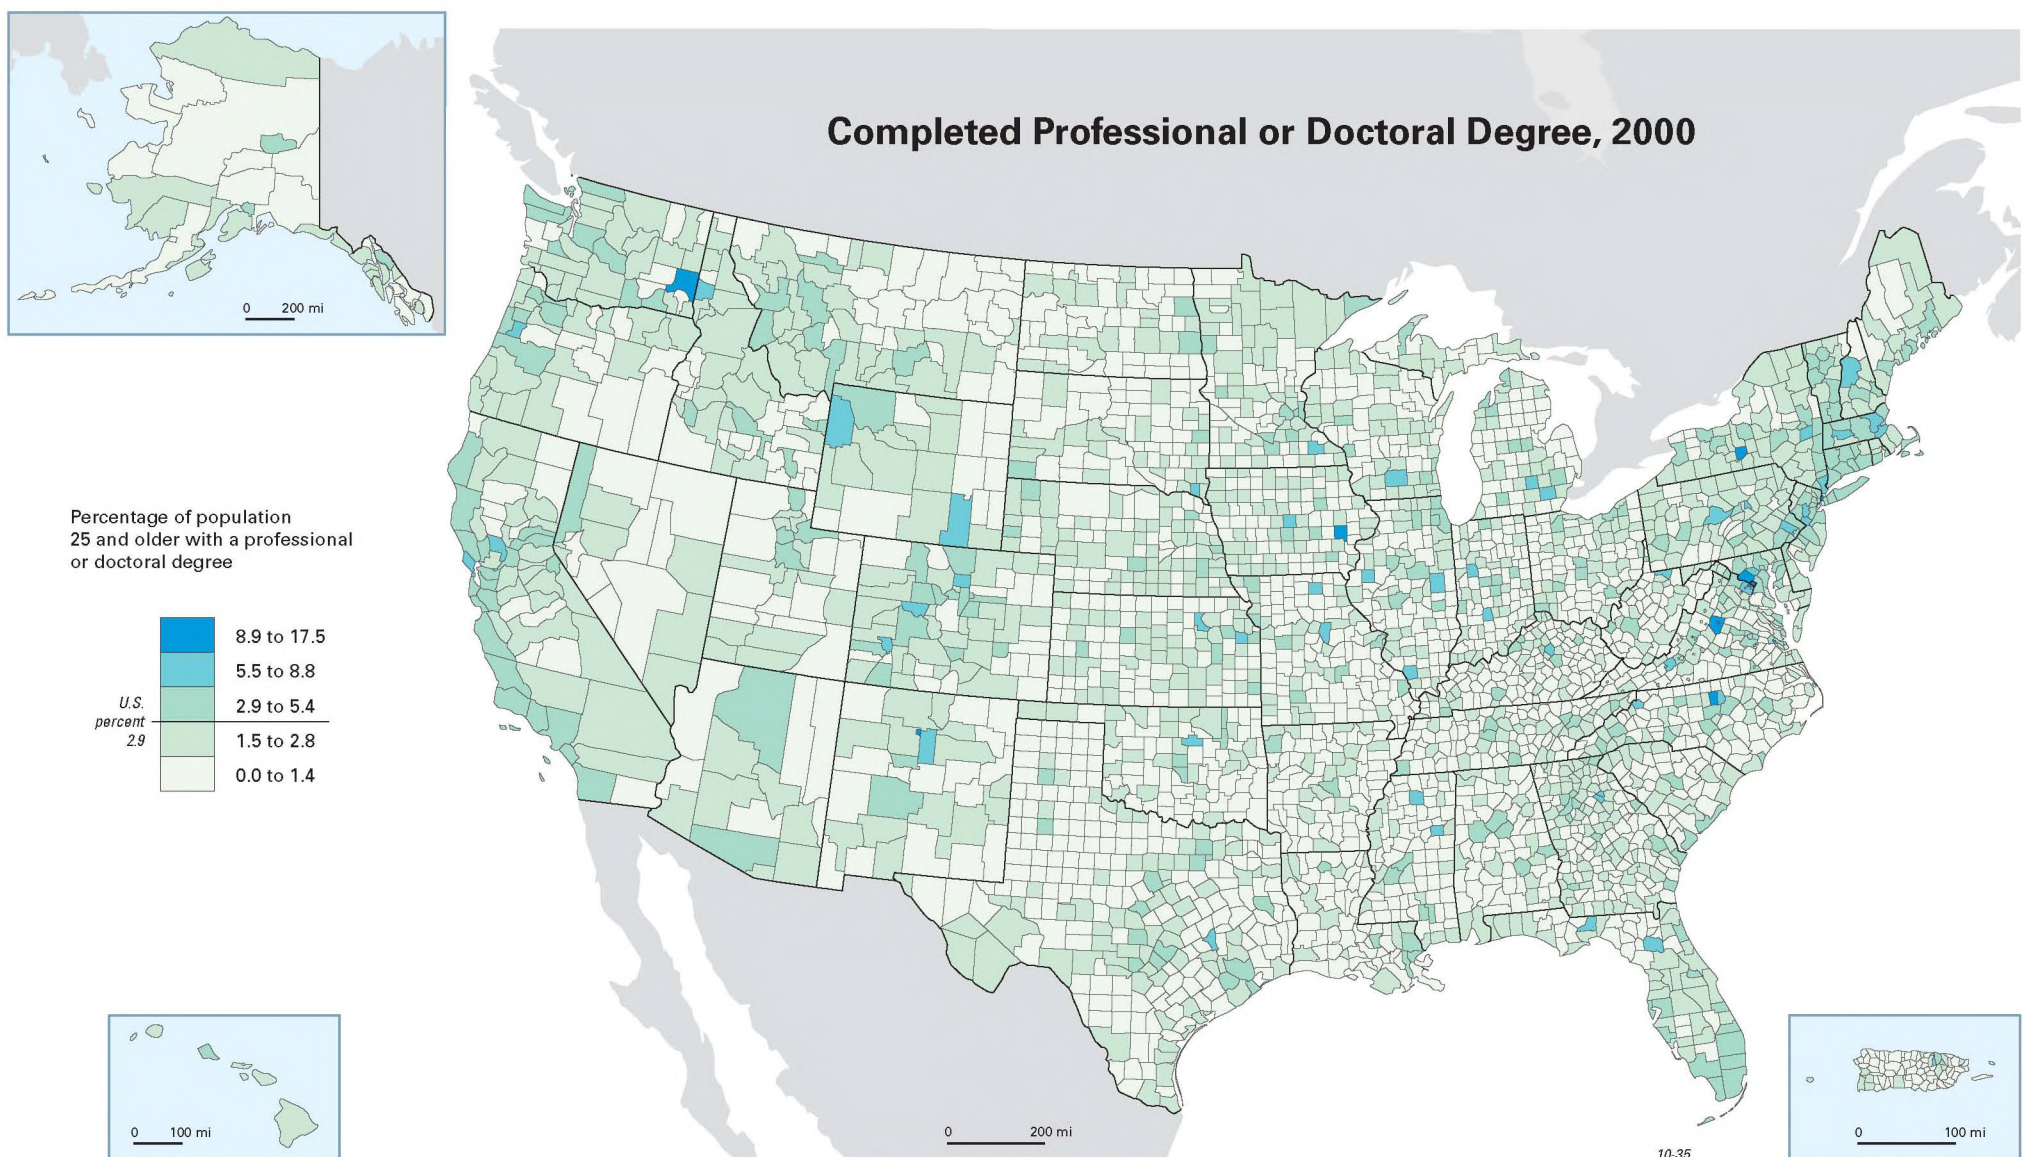 Completed Professional or Doctoral Degree, 2000
0 200 mi
Percentage of population
25 and older with a professional
or doctoral degree
8.9 to 17.5
5.5 to 8.8
2.9 to 5.4
1.5 to 2.8
0.0 to 1.4
U.S.
percent
2.9
0 100 mi
0 200 mi
0 100 mi
10-35